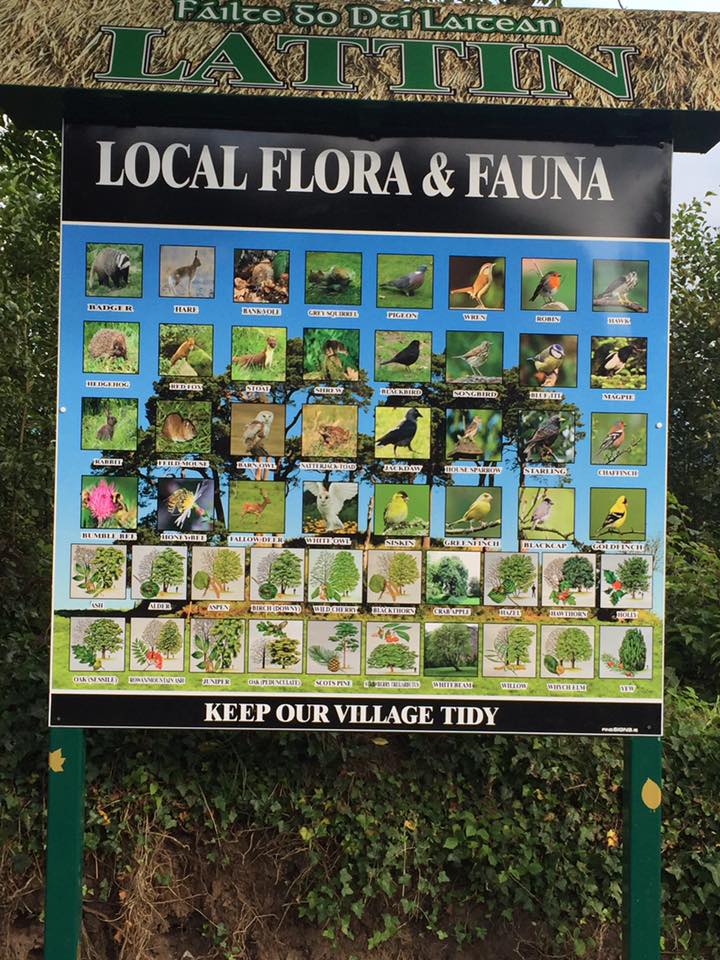 Fáilte go Dtí Laitean
LATTIN
LOCAL FLORA & FAUNA
BADGER HARE BANK VOLE GREY SQUIRREL PIGEON WREN ROBIN HAWK
HEDGEHOG RED FOX STOAT SHREW BLACKBIRD SONGBIRD BLUE TIT MAGPIE
RABBIT FEILD MOUSE BARN OWL NATTERJACK TOAD JACKDAW HOUSE SPARROW STARLING CHAFFINCH
BUMBLE BEE HONEY BEE FALLOW DEER WHITE OWL SISKIN GREENFINCH BLACKCAP GOLDFINCH
ASH ALDER ASPEN BIRCH (DOWNY) WILD CHERRY BLACKTHORN CRAB APPLE HAZEL HAWTHORN HOLLY
OAK (SESSILE) ROWAN/MOUNTAIN ASH JUNIPER OAK (PEDUNCULATE) SCOTS PINE WHITEBEAM WILLOW WHYCH ELM YEW
KEEP OUR VILLAGE TIDY